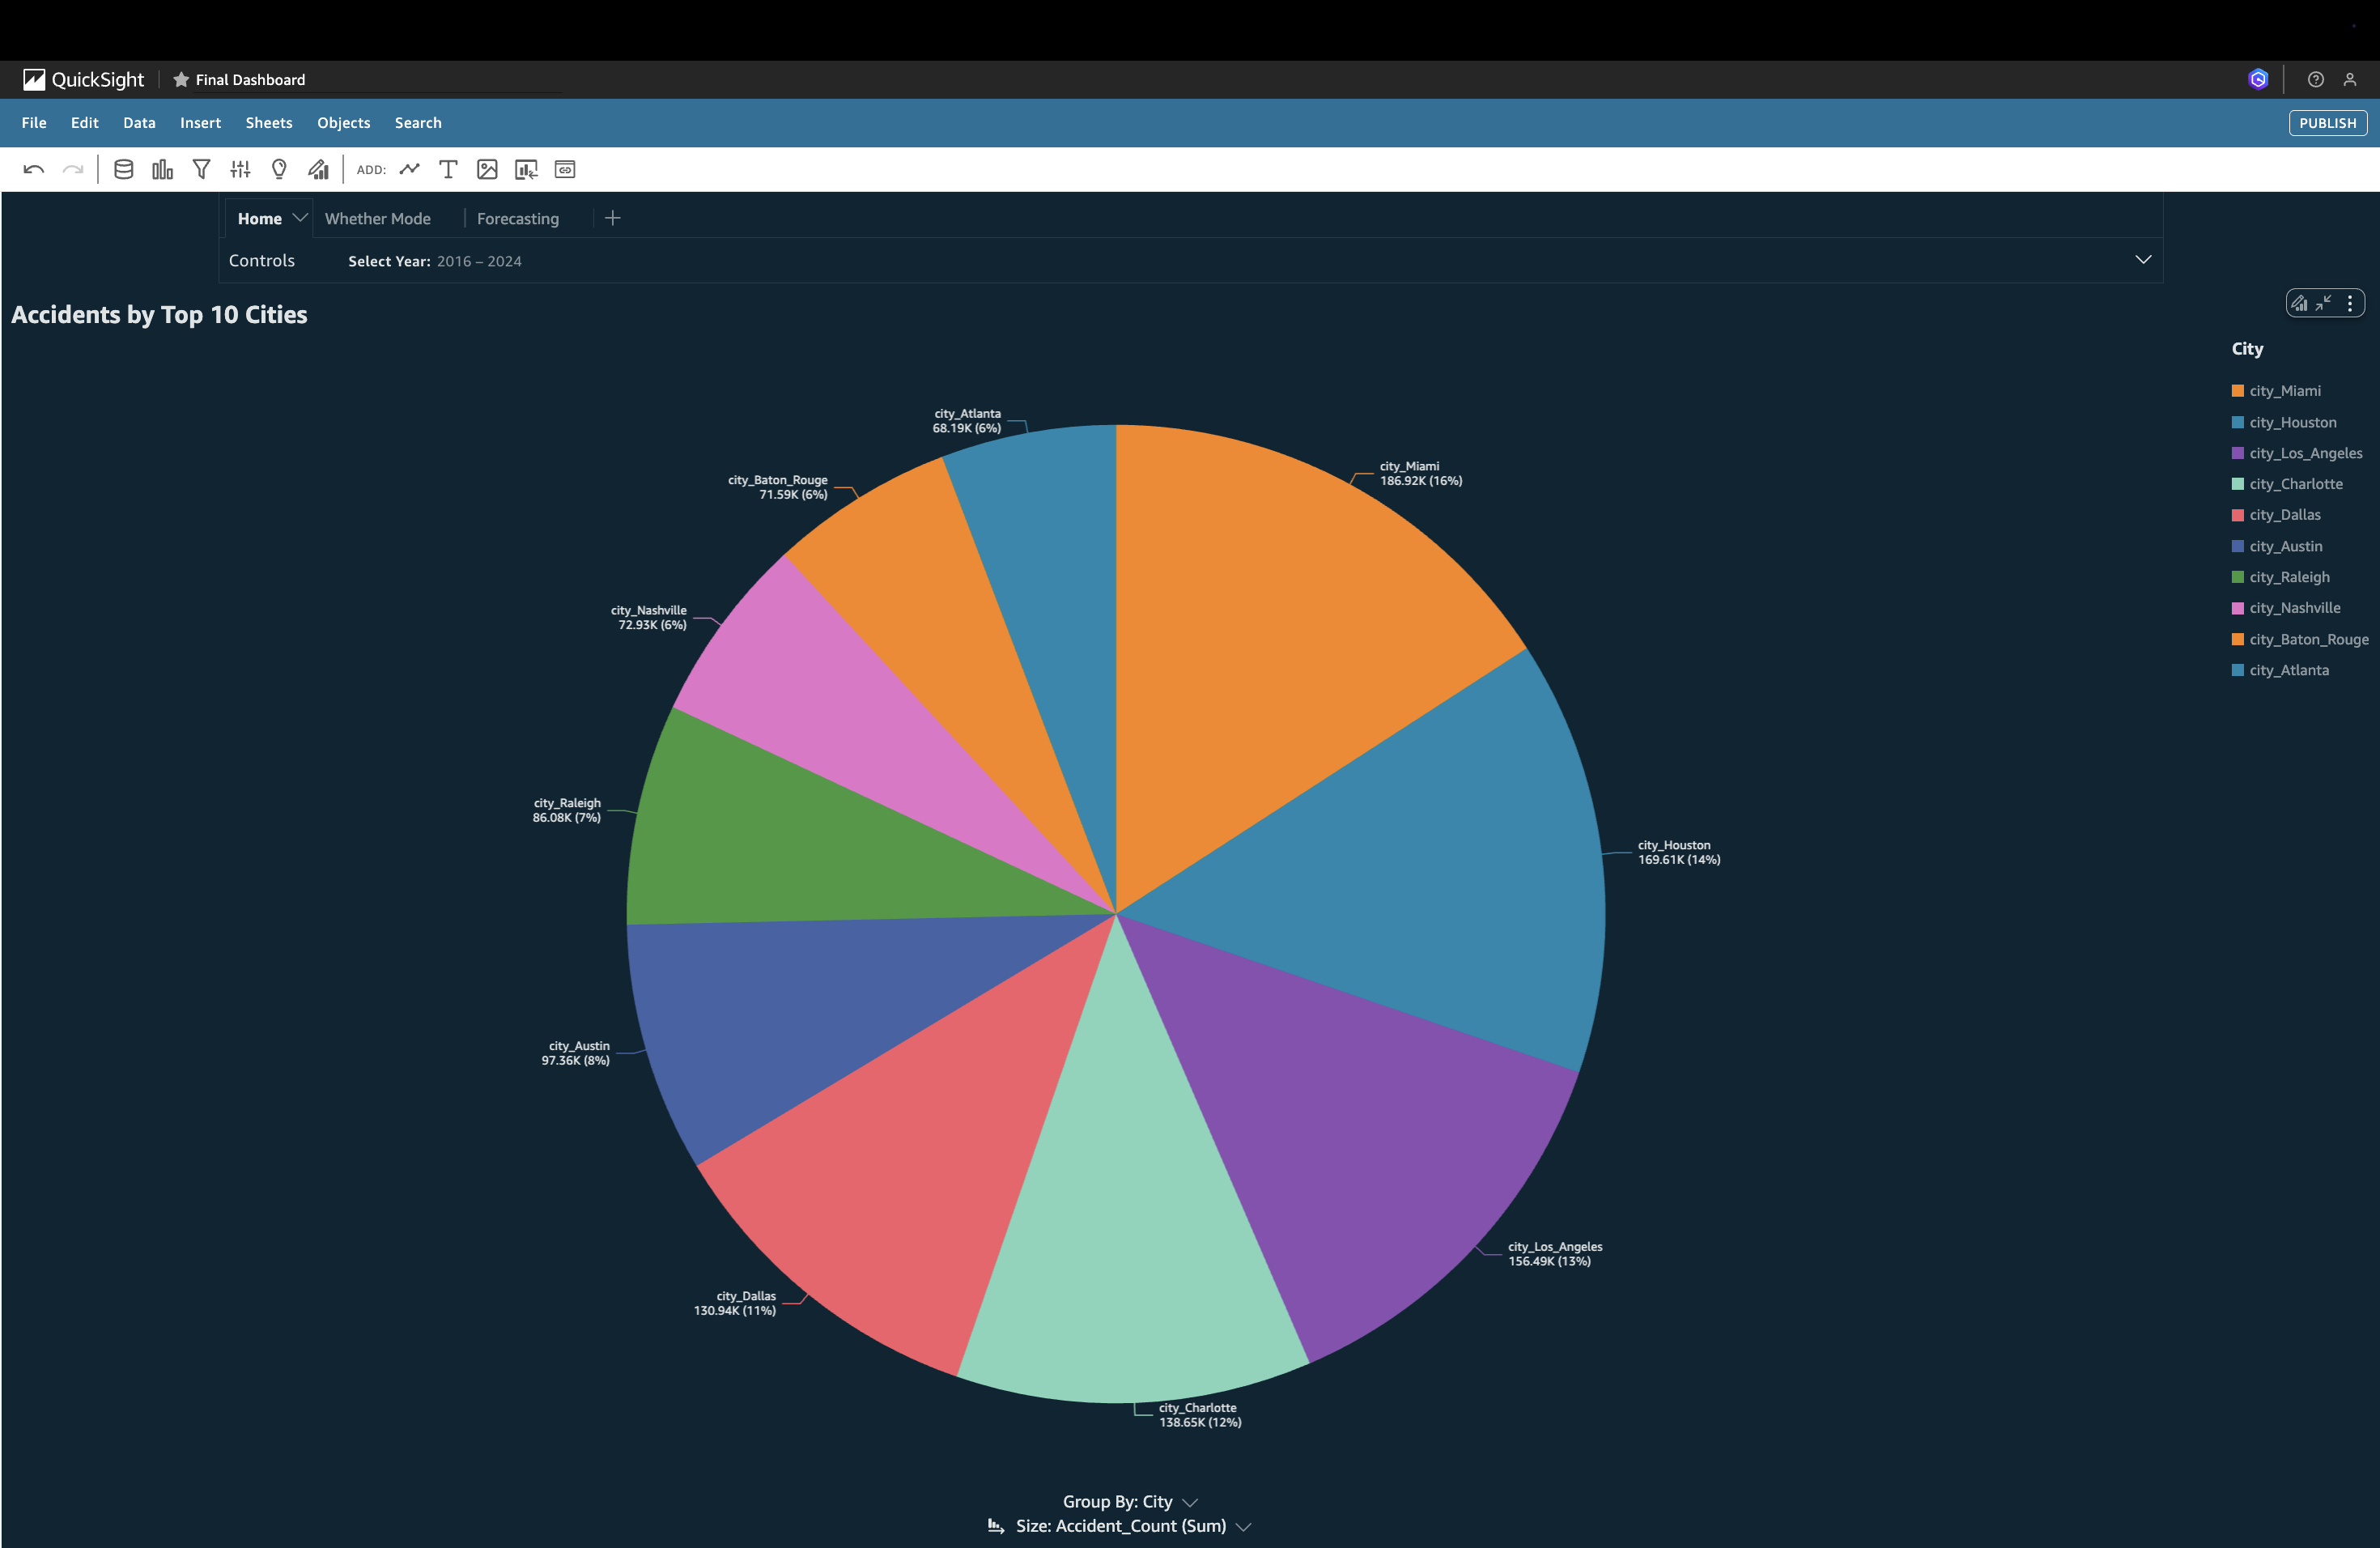 QuickSight
Final Dashboard
File Edit Data Insert Sheets Objects Search
PUBLISH
ADD:
Home Whether Mode Forecasting
Controls Select Year: 2016 – 2024
Accidents by Top 10 Cities
City
city_Miami
city_Houston
city_Los_Angeles
city_Charlotte
city_Dallas
city_Austin
city_Raleigh
city_Nashville
city_Baton_Rouge
city_Atlanta
city_Atlanta
68.19K (6%)
city_Miami
186.92K (16%)
city_Baton_Rouge
71.59K (6%)
city_Nashville
72.93K (6%)
city_Raleigh
86.08K (7%)
city_Houston
169.61K (14%)
city_Austin
97.36K (8%)
city_Los_Angeles
156.49K (13%)
city_Dallas
130.94K (11%)
city_Charlotte
138.65K (12%)
Group By: City
Size: Accident_Count (Sum)